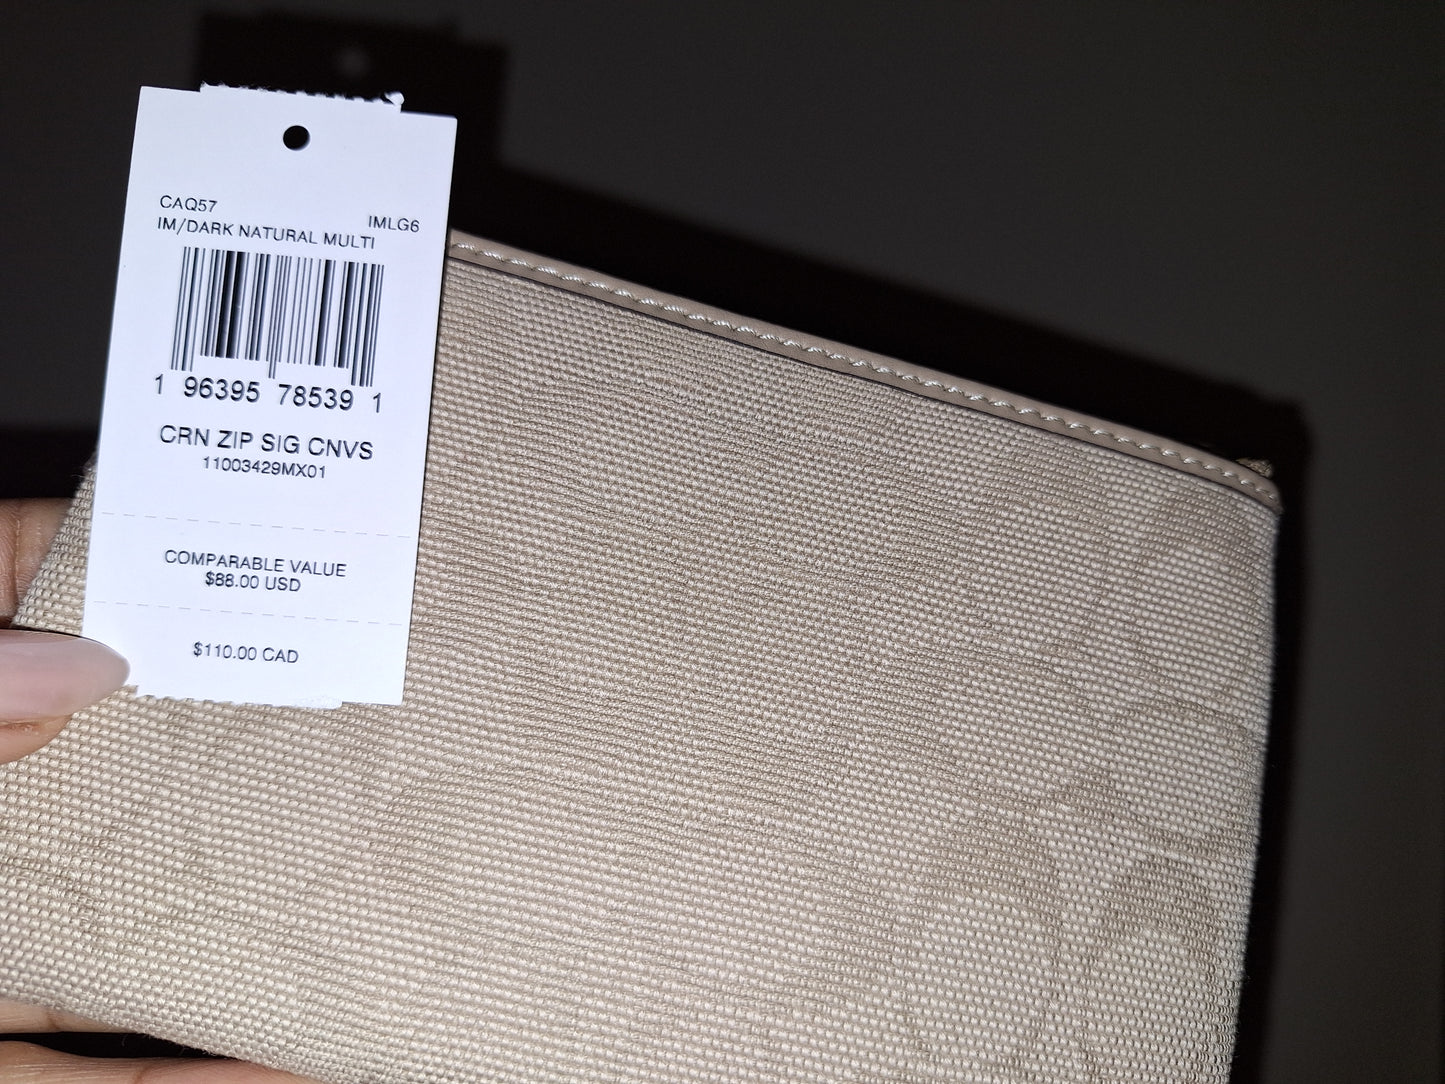 CAQ57
IMLG6
IM/DARK NATURAL MULTI
1 96395 78539 1
CRN ZIP SIG CNVS
11003429MX01
COMPARABLE VALUE
$88.00 USD
$110.00 CAD